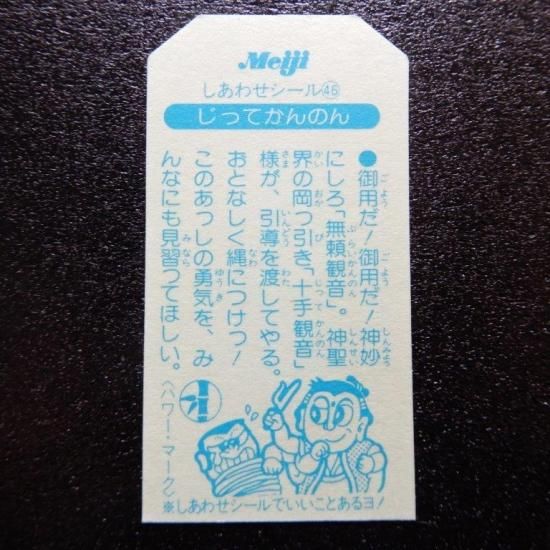 Meiji
しあわせシール㊻
じってかんのん
●御用だ！御用だ！神妙
にしろ「無頼観音」。神聖
界の岡っ引き、「十手観音」
様が、引導を渡してやる。
おとなしく縄につけっ！
このあっしの勇気を、み
んなにも見習ってほしい。
〈パワー・マーク〉
※しあわせシールでいいことあるヨ！